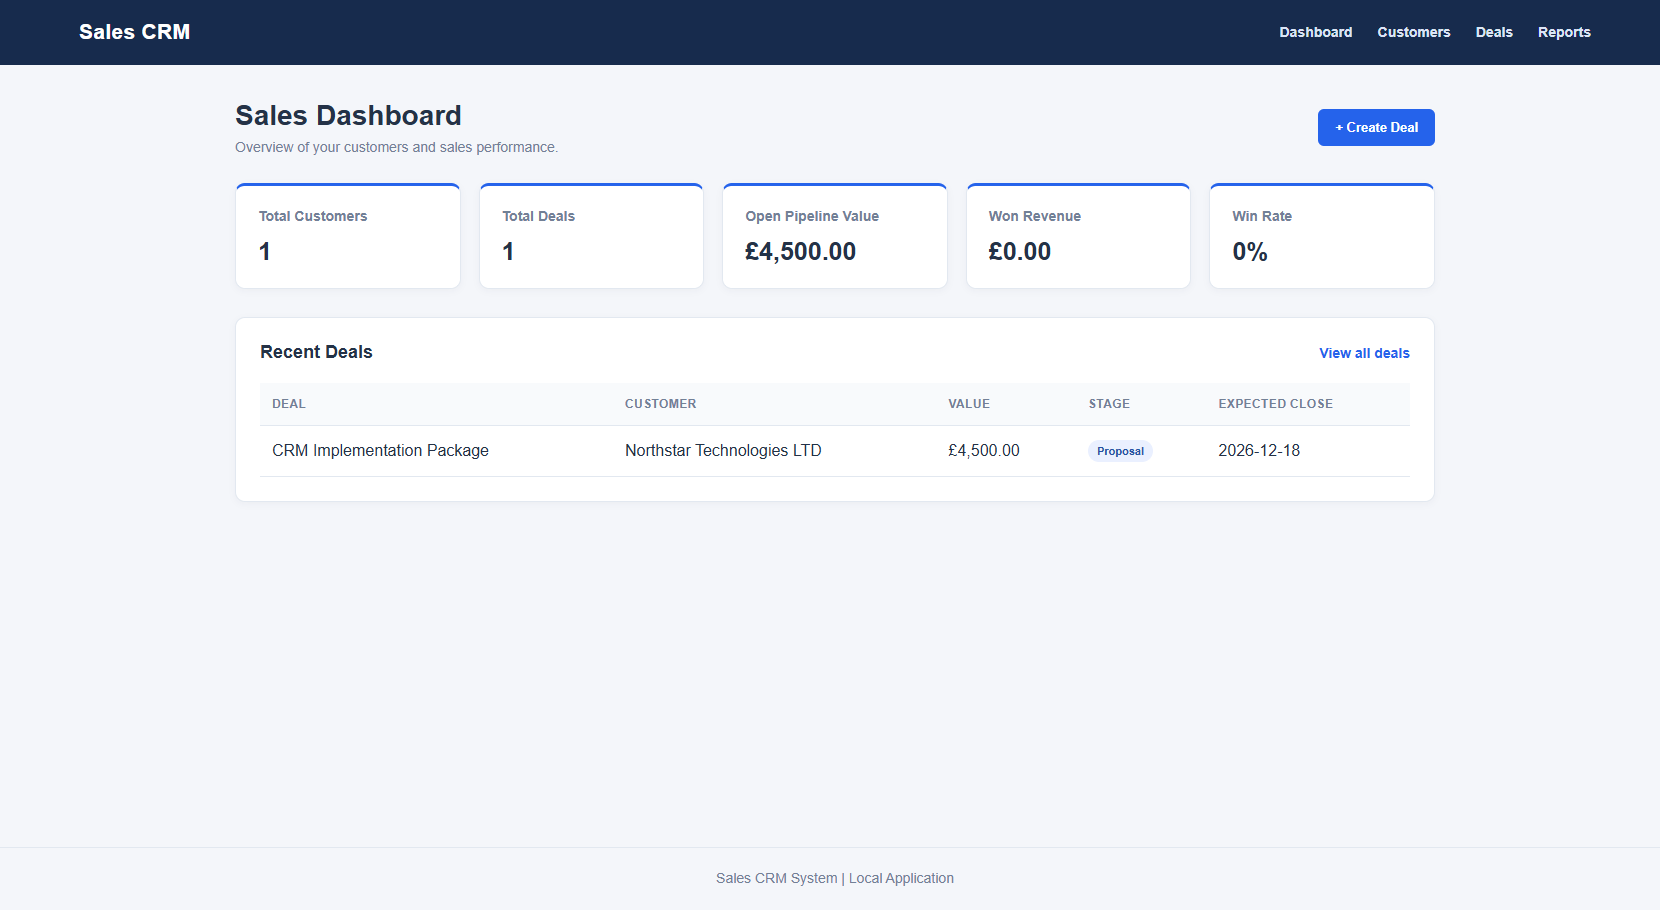 Sales CRM
Dashboard Customers Deals Reports
Sales Dashboard
Overview of your customers and sales performance.
+ Create Deal
Total Customers
1
Total Deals
1
Open Pipeline Value
£4,500.00
Won Revenue
£0.00
Win Rate
0%
Recent Deals
View all deals
DEAL CUSTOMER VALUE STAGE EXPECTED CLOSE
CRM Implementation Package Northstar Technologies LTD £4,500.00 Proposal 2026-12-18
Sales CRM System | Local Application